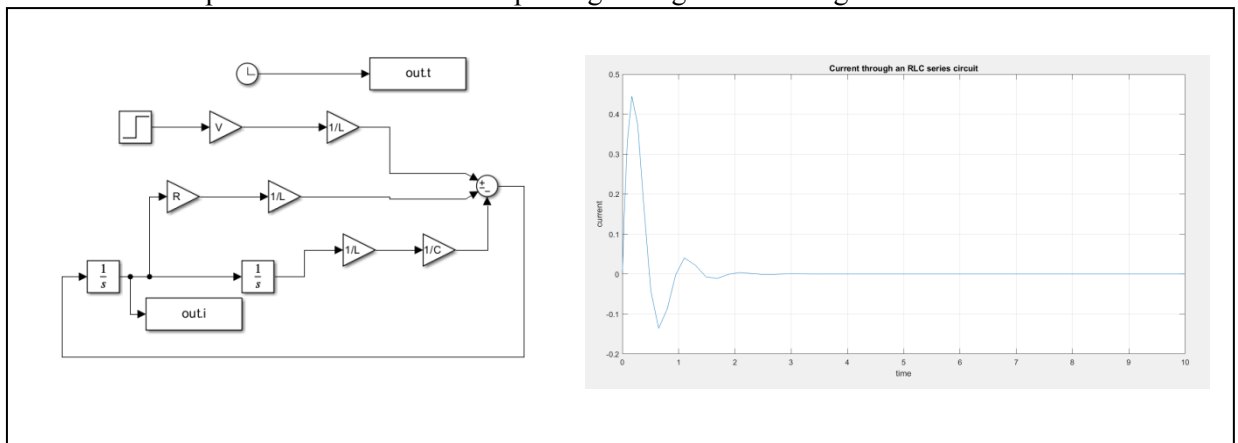 out.t
V
1/L
R
1/L
1/L
1/C
1
s
1
s
out.i
+
−
−
Current through an RLC series circuit
0.5
0.4
0.3
0.2
0.1
0
-0.1
-0.2
current
0 1 2 3 4 5 6 7 8 9 10
time